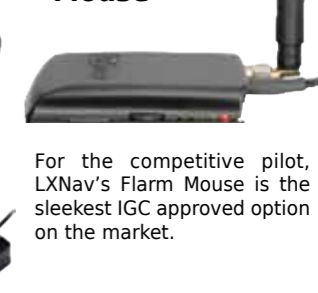 Mouse
For the competitive pilot,
LXNav's Flarm Mouse is the
sleekest IGC approved option
on the market.